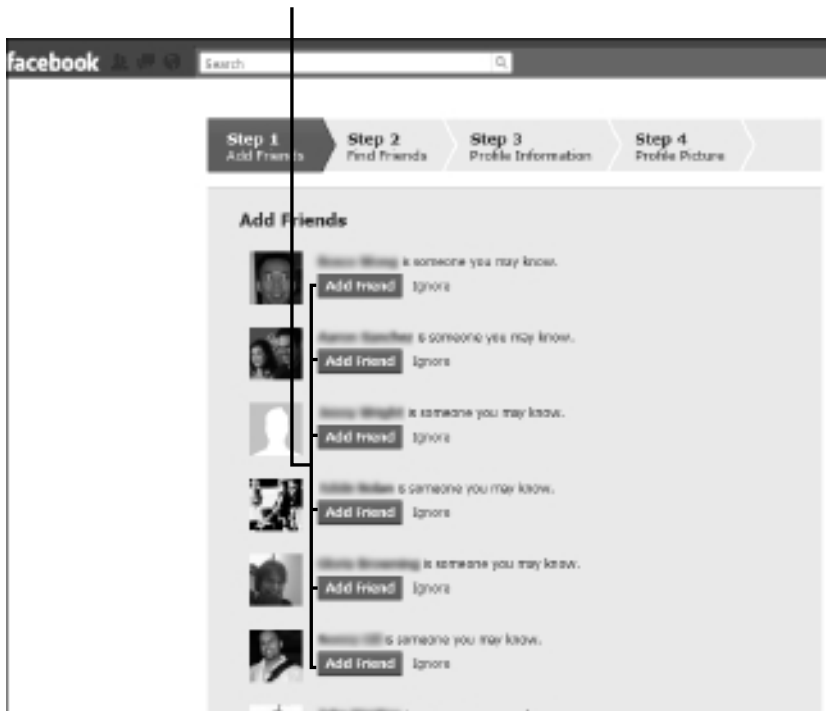 facebook
Search
Step 1
Add Friends
Step 2
Find Friends
Step 3
Profile Information
Step 4
Profile Picture
Add Friends
is someone you may know.
Add Friend Ignore
is someone you may know.
Add Friend Ignore
is someone you may know.
Add Friend Ignore
is someone you may know.
Add Friend Ignore
is someone you may know.
Add Friend Ignore
is someone you may know.
Add Friend Ignore